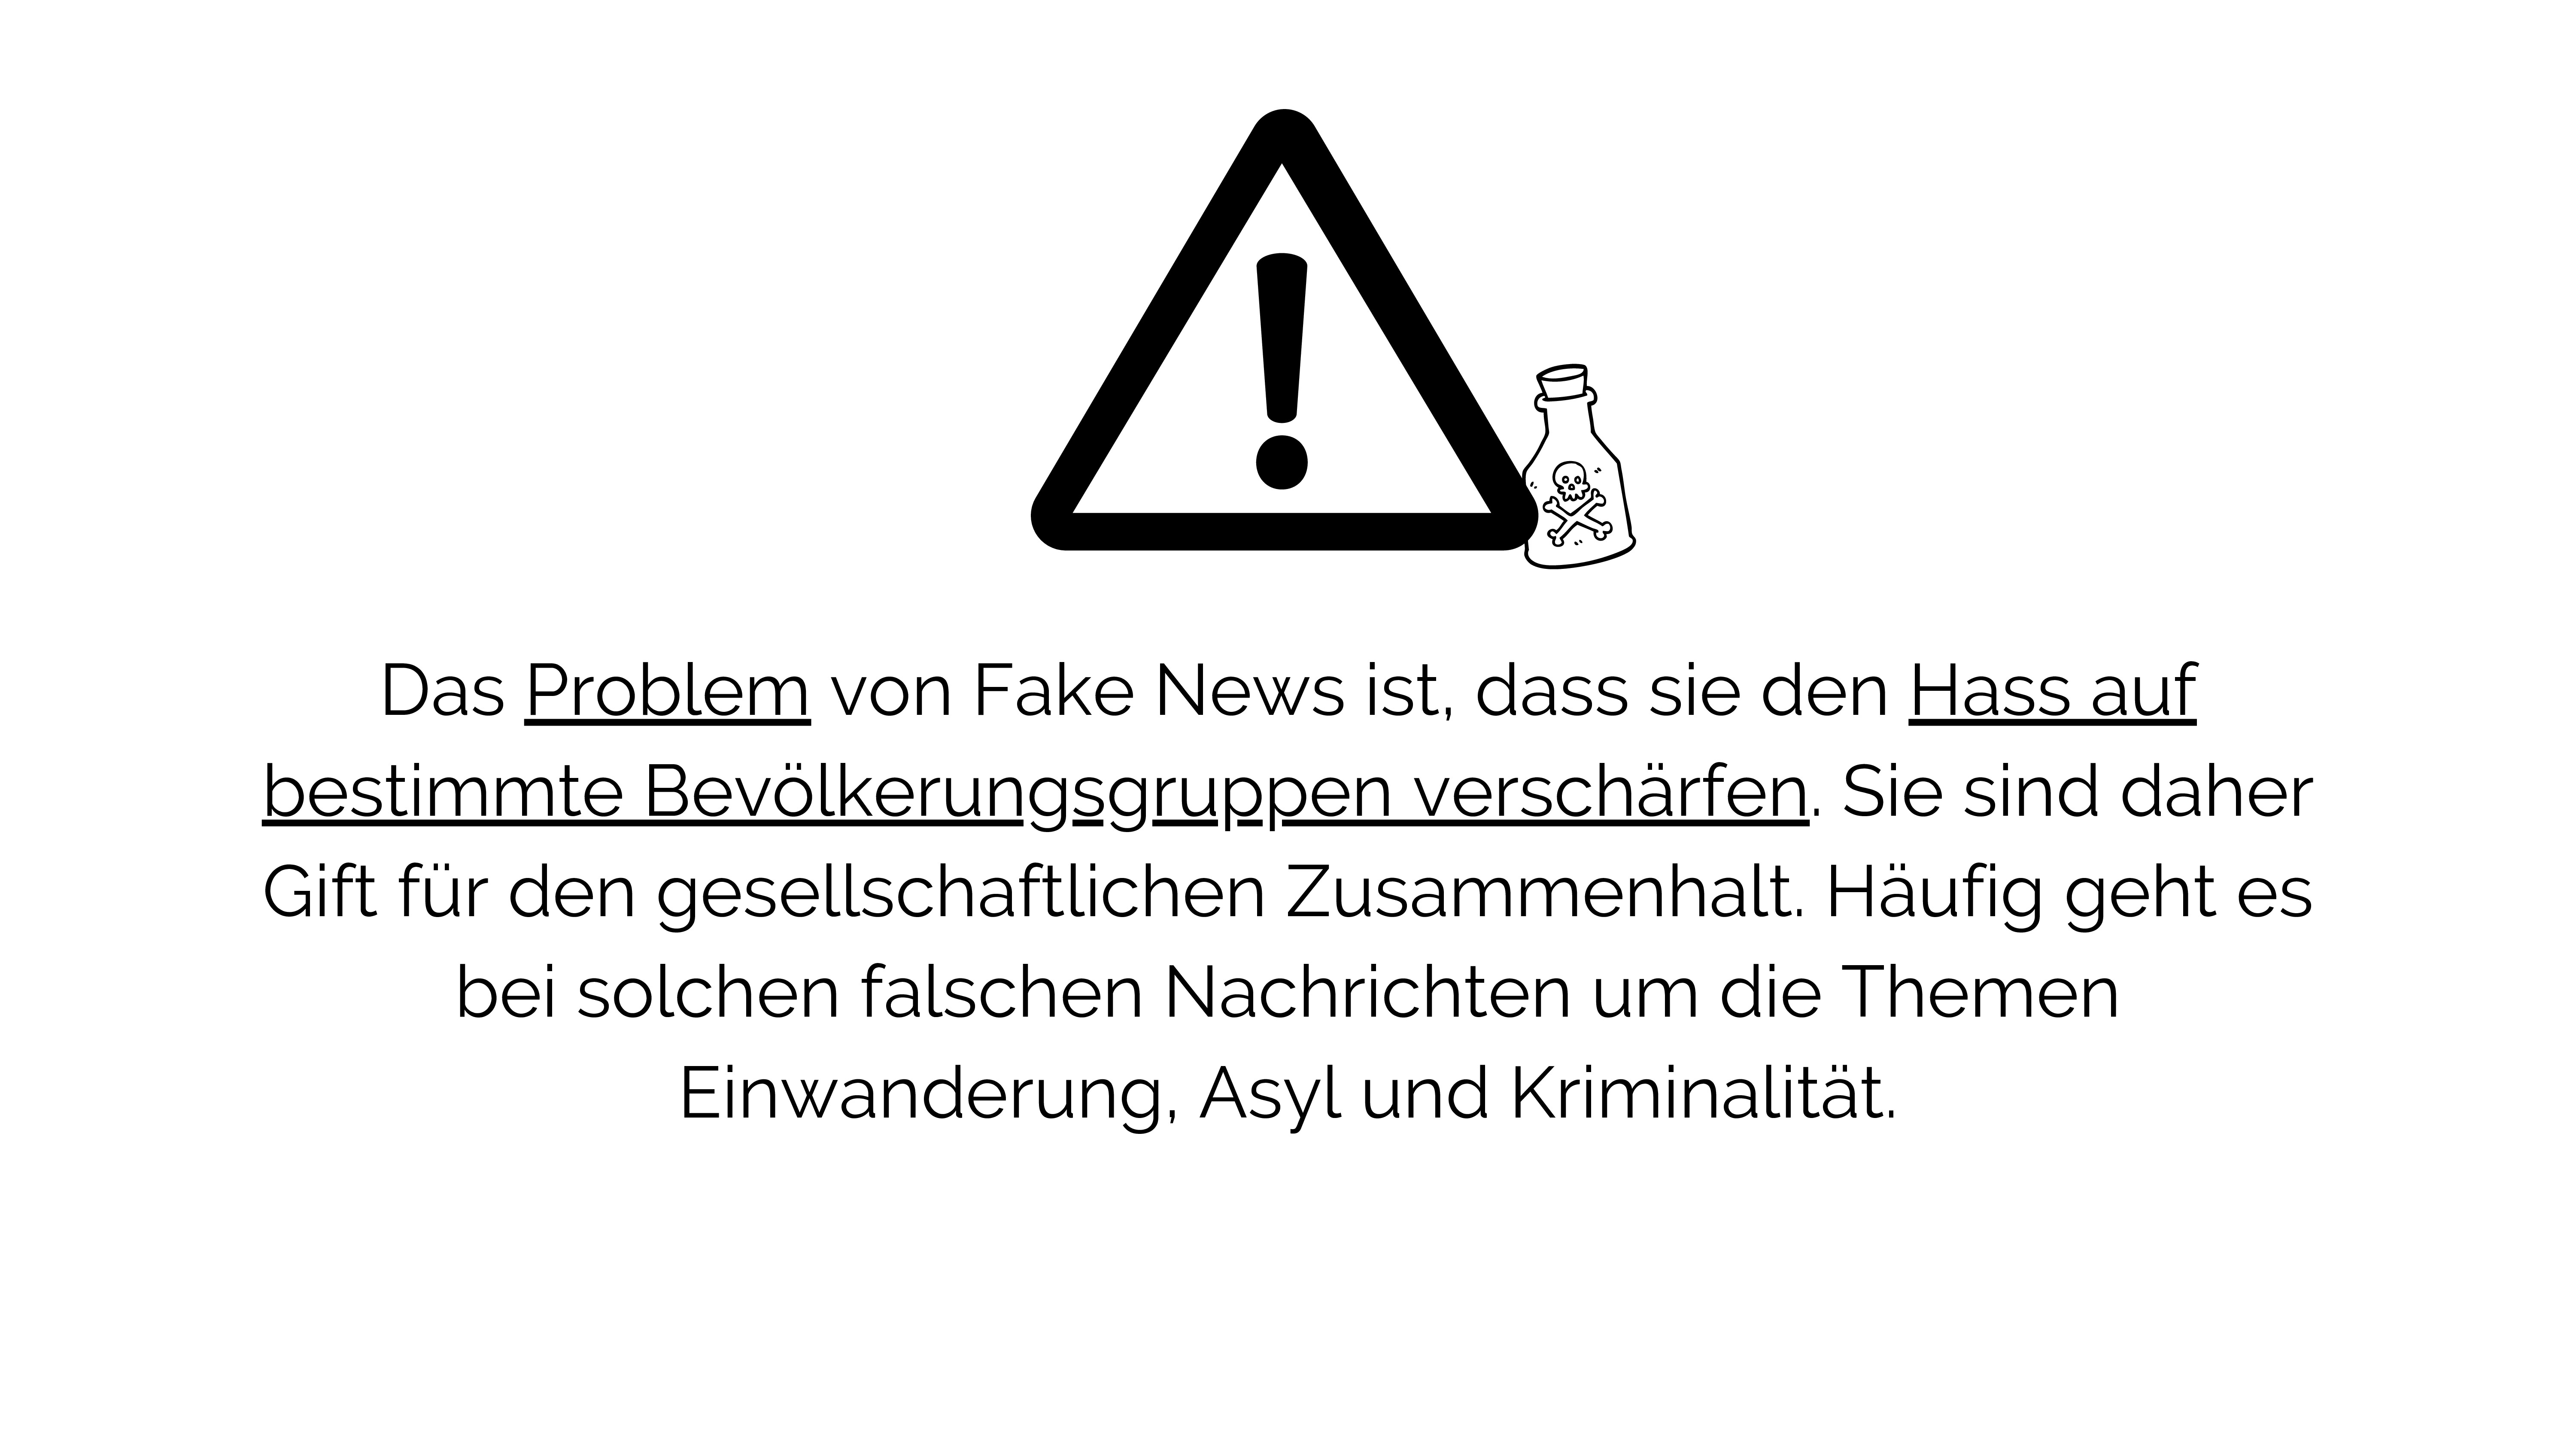 Das Problem von Fake News ist, dass sie den Hass auf
bestimmte Bevölkerungsgruppen verschärfen. Sie sind daher
Gift für den gesellschaftlichen Zusammenhalt. Häufig geht es
bei solchen falschen Nachrichten um die Themen
Einwanderung, Asyl und Kriminalität.